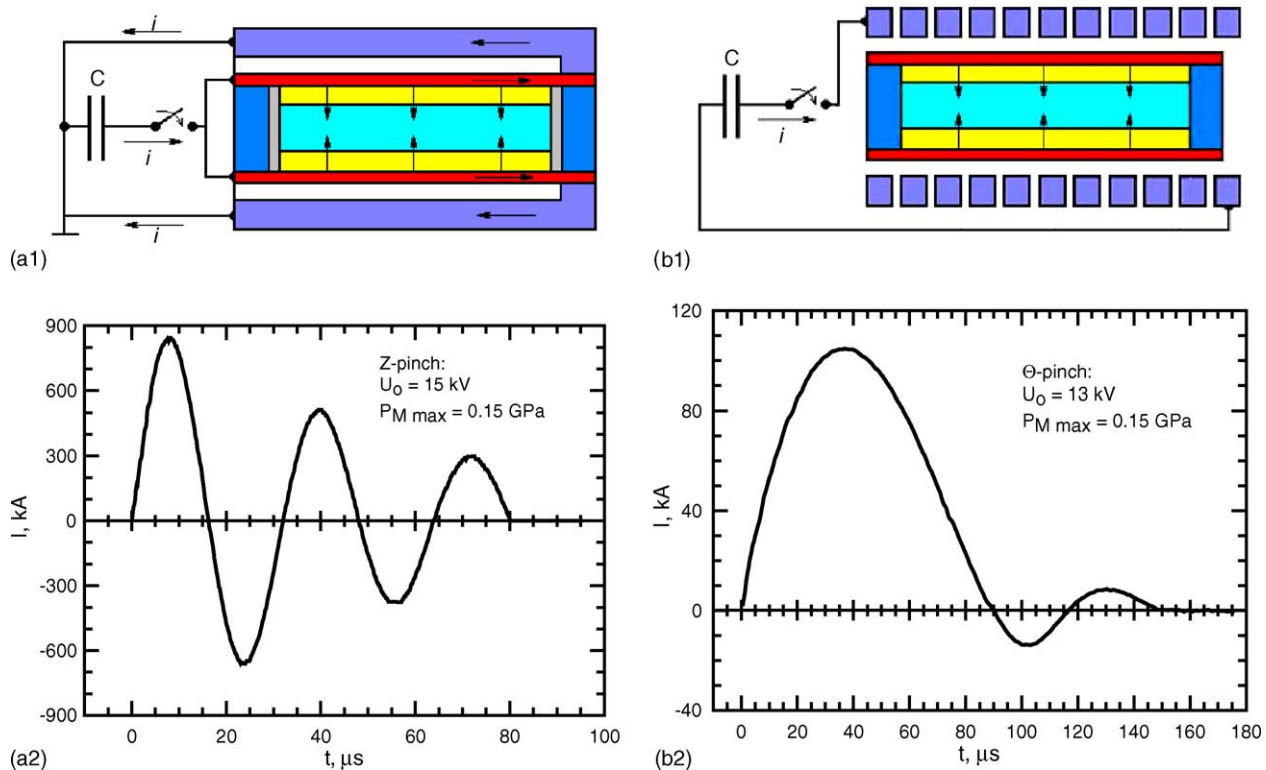 i
C
i
i
(a1)
C
i
(b1)
900
600
300
0
-300
-600
-900
I, kA
Z-pinch:
U₀ = 15 kV
P_M max = 0.15 GPa
0 20 40 60 80 100
t, μs
(a2)
120
80
40
0
-40
I, kA
Θ-pinch:
U₀ = 13 kV
P_M max = 0.15 GPa
0 20 40 60 80 100 120 140 160 180
t, μs
(b2)